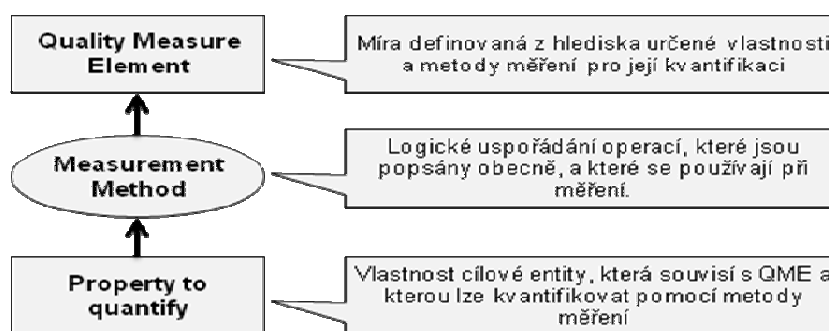 Quality Measure
Element
Míra definovaná z hlediska určené vlastnosti
a metody měření pro její kvantifikaci
Measurement
Method
Logické uspořádání operací, které jsou
popsány obecně, a které se používají při
měření.
Property to
quantify
Vlastnost cílové entity, která souvisí s QME a
kterou lze kvantifikovat pomocí metody
měření